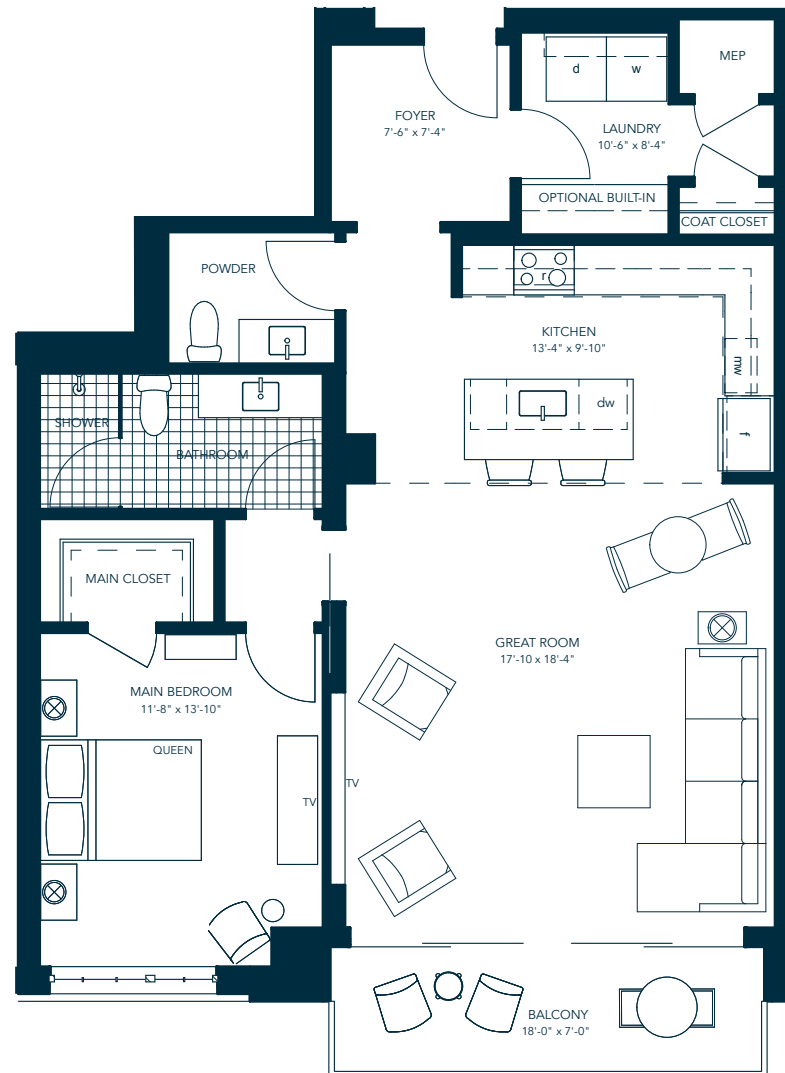 MEP
d
w
FOYER
7'-6" x 7'-4"
LAUNDRY
10'-6" x 8'-4"
OPTIONAL BUILT-IN
COAT CLOSET
POWDER
r
KITCHEN
13'-4" x 9'-10"
mw
dw
f
SHOWER
BATHROOM
MAIN CLOSET
GREAT ROOM
17'-10 x 18'-4"
MAIN BEDROOM
11'-8" x 13'-10"
QUEEN
TV
TV
BALCONY
18'-0" x 7'-0"